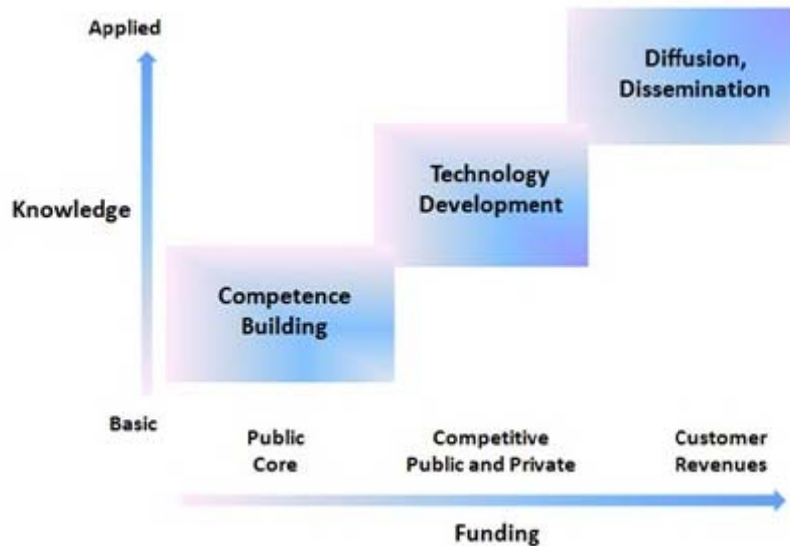 Applied
Diffusion,
Dissemination
Technology
Development
Knowledge
Competence
Building
Basic
Public
Core
Competitive
Public and Private
Customer
Revenues
Funding